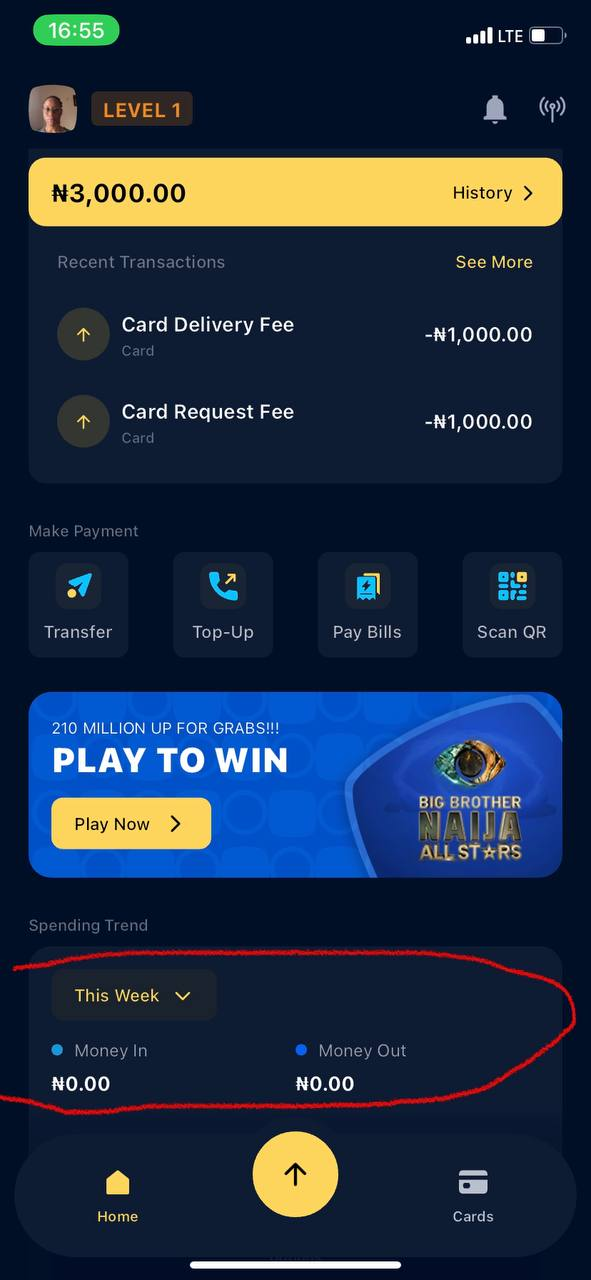 16:55
LTE
LEVEL 1
₦3,000.00
History
Recent Transactions
See More
Card Delivery Fee
-₦1,000.00
Card
Card Request Fee
-₦1,000.00
Card
Make Payment
Transfer
Top-Up
Pay Bills
Scan QR
210 MILLION UP FOR GRABS!!!
PLAY TO WIN
Play Now
BIG BROTHER
NAIJA
ALL ST☆RS
Spending Trend
This Week
Money In
Money Out
₦0.00
₦0.00
Home
Cards